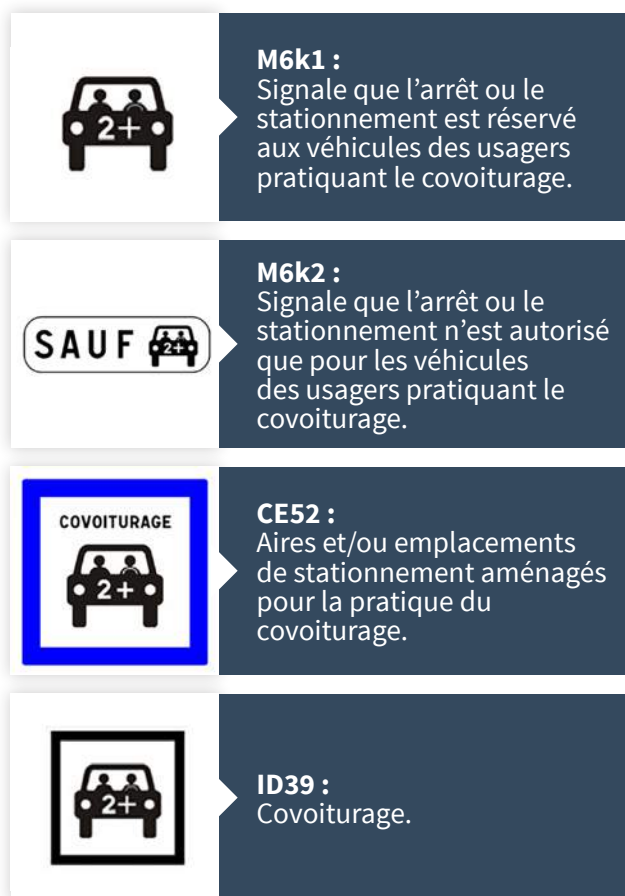 2+
M6k1 :
Signale que l’arrêt ou le
stationnement est réservé
aux véhicules des usagers
pratiquant le covoiturage.
SAUF 2+
M6k2 :
Signale que l’arrêt ou le
stationnement n’est autorisé
que pour les véhicules
des usagers pratiquant le
covoiturage.
COVOITURAGE
2+
CE52 :
Aires et/ou emplacements
de stationnement aménagés
pour la pratique du
covoiturage.
2+
ID39 :
Covoiturage.